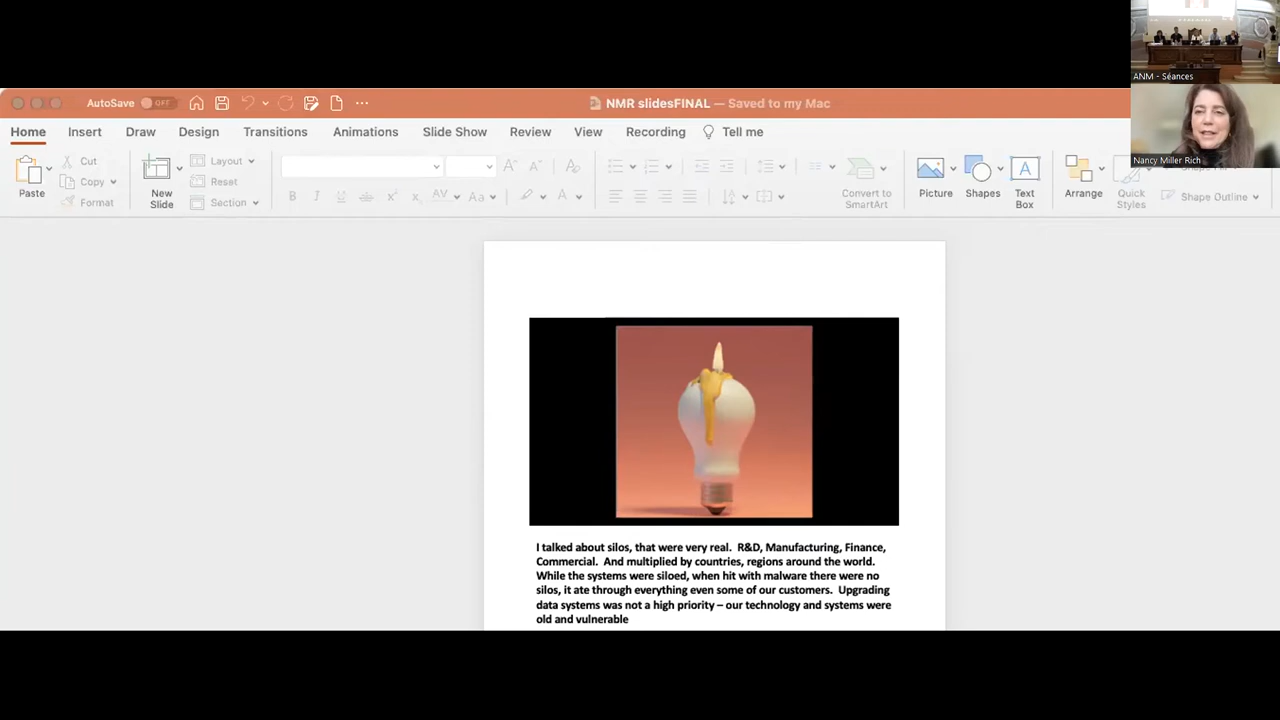 ANM - Séances
AutoSave OFF
NMR slidesFINAL — Saved to my Mac
Home Insert Draw Design Transitions Animations Slide Show Review View Recording Tell me
Nancy Miller Rich
Paste
Cut
Copy
Format
New
Slide
Layout
Reset
Section
B I U ab x² x₂ AV Aa A
Convert to
SmartArt
Picture
Shapes
Text
Box
Arrange
Quick
Styles
Shape Outline
I talked about silos, that were very real. R&D, Manufacturing, Finance,
Commercial. And multiplied by countries, regions around the world.
While the systems were siloed, when hit with malware there were no
silos, it ate through everything even some of our customers. Upgrading
data systems was not a high priority – our technology and systems were
old and vulnerable